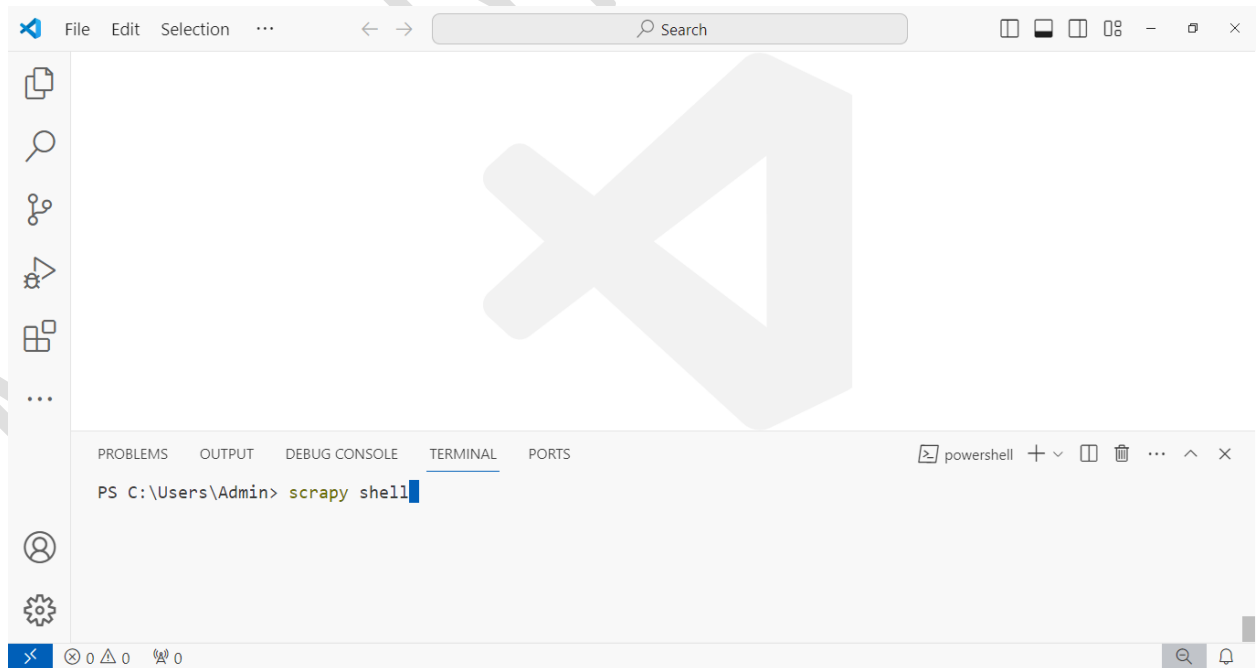 File Edit Selection ··· ← → Search
PROBLEMS OUTPUT DEBUG CONSOLE TERMINAL PORTS powershell
PS C:\Users\Admin> scrapy shell
0 0 0